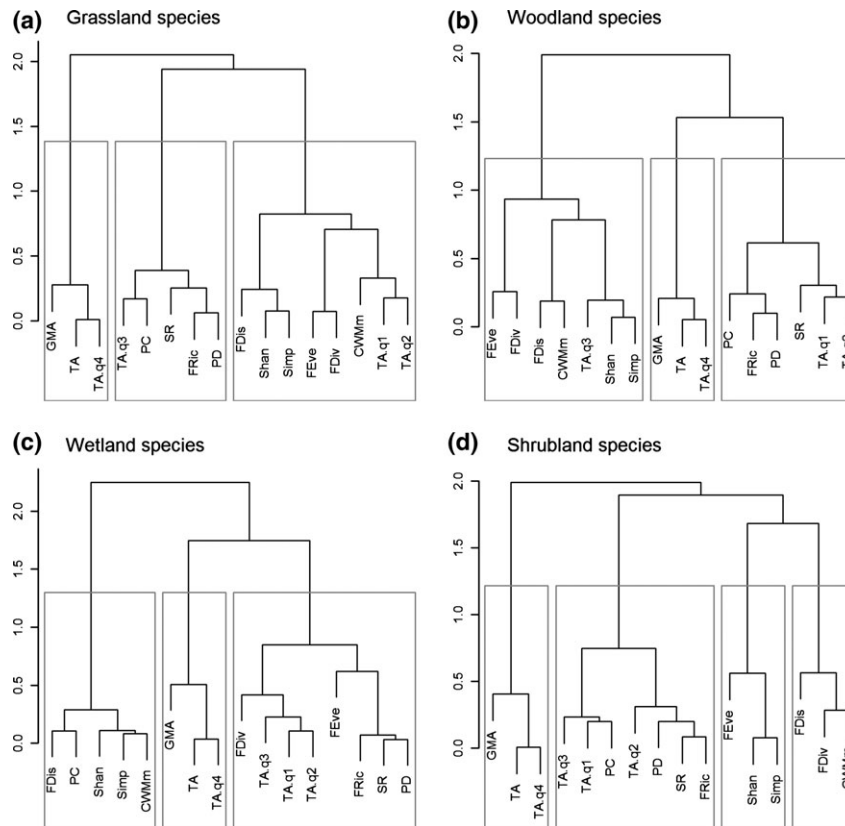 (a) Grassland species
2.0
1.5
1.0
0.5
0.0
GMA
TA
TA.q4
TA.q3
PC
SR
FRic
PD
FDis
Shan
Simp
FEve
FDiv
CWMm
TA.q1
TA.q2
(b) Woodland species
2.0
1.5
1.0
0.5
0.0
FEve
FDiv
FDis
CWMm
TA.q3
Shan
Simp
GMA
TA
TA.q4
PC
FRic
PD
SR
TA.q1
(c) Wetland species
2.0
1.5
1.0
0.5
0.0
FDis
PC
Shan
Simp
CWMm
GMA
TA
TA.q4
FDiv
TA.q3
TA.q1
TA.q2
FEve
FRic
SR
PD
(d) Shrubland species
2.0
1.5
1.0
0.5
0.0
GMA
TA
TA.q4
TA.q3
TA.q1
PC
TA.q2
PD
SR
FRic
FEve
Shan
Simp
FDis
FDiv